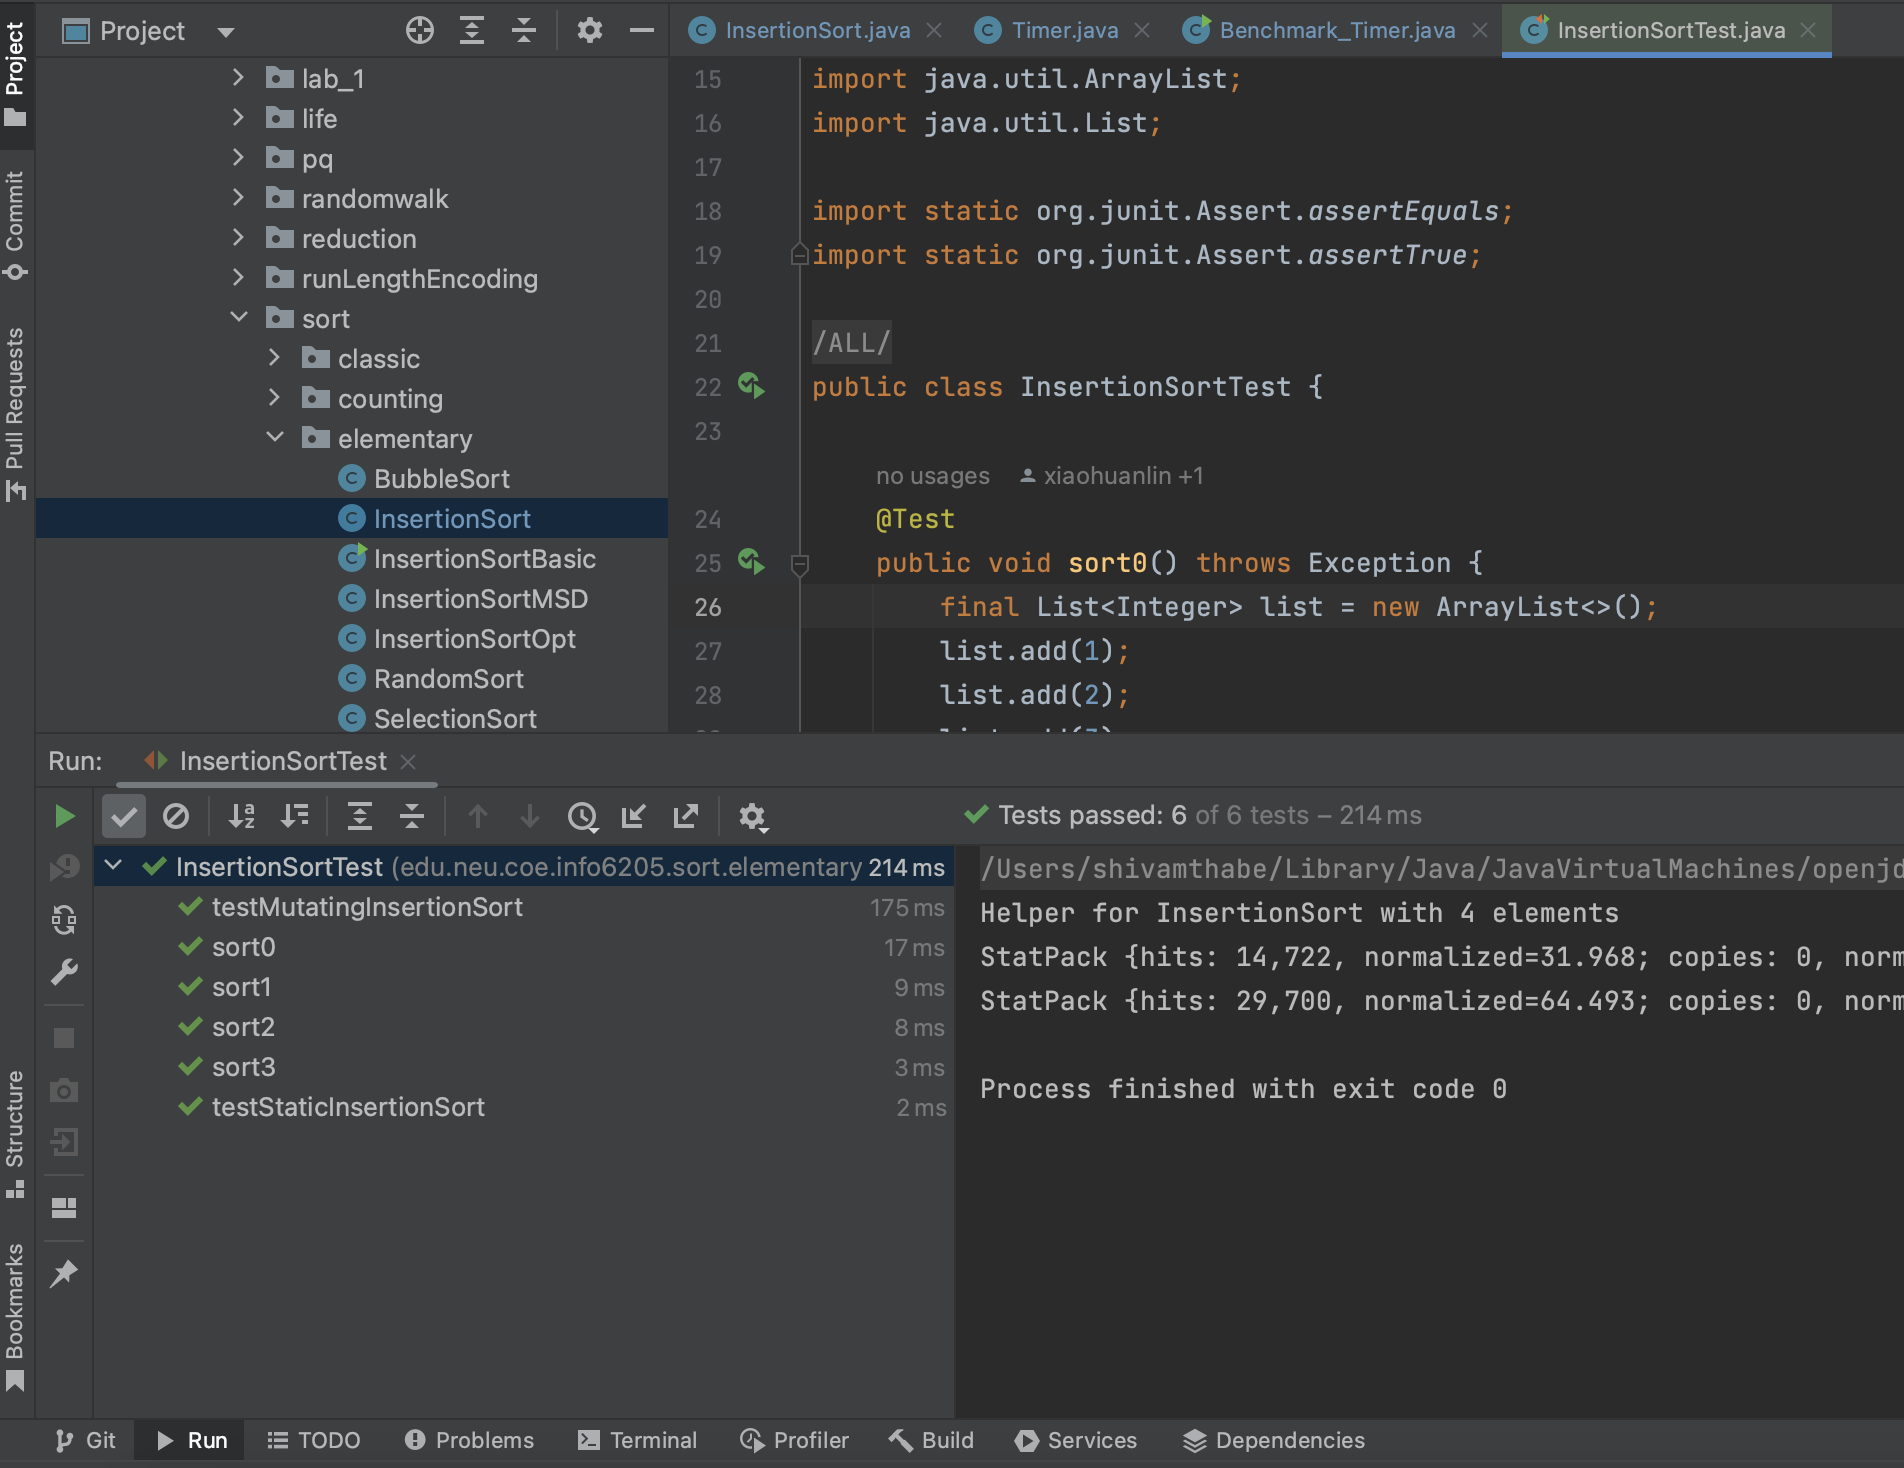 Project
InsertionSort.java
Timer.java
Benchmark_Timer.java
InsertionSortTest.java
Project
Commit
Pull Requests
Structure
Bookmarks
lab_1
life
pq
randomwalk
reduction
runLengthEncoding
sort
classic
counting
elementary
BubbleSort
InsertionSort
InsertionSortBasic
InsertionSortMSD
InsertionSortOpt
RandomSort
SelectionSort
15 import java.util.ArrayList;
16 import java.util.List;
17
18 import static org.junit.Assert.assertEquals;
19 import static org.junit.Assert.assertTrue;
20
21 /ALL/
22 public class InsertionSortTest {
23
no usages xiaohuanlin +1
24 @Test
25 public void sort0() throws Exception {
26 final List<Integer> list = new ArrayList<>();
27 list.add(1);
28 list.add(2);
Run: InsertionSortTest
Tests passed: 6 of 6 tests – 214 ms
InsertionSortTest (edu.neu.coe.info6205.sort.elementary 214 ms
testMutatingInsertionSort 175 ms
sort0 17 ms
sort1 9 ms
sort2 8 ms
sort3 3 ms
testStaticInsertionSort 2 ms
/Users/shivamthabe/Library/Java/JavaVirtualMachines/openjd
Helper for InsertionSort with 4 elements
StatPack {hits: 14,722, normalized=31.968; copies: 0, norm
StatPack {hits: 29,700, normalized=64.493; copies: 0, norm
Process finished with exit code 0
Git
Run
TODO
Problems
Terminal
Profiler
Build
Services
Dependencies